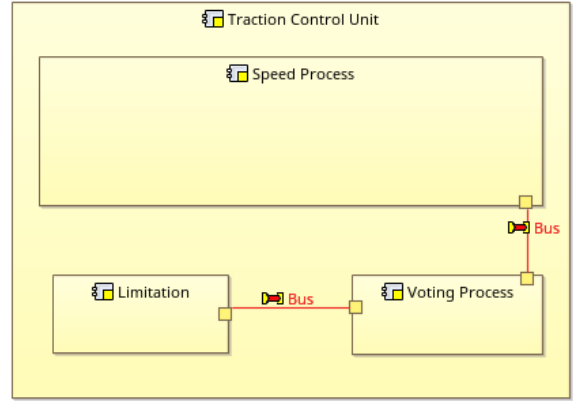 Traction Control Unit
Speed Process
Bus
Limitation
Bus
Voting Process